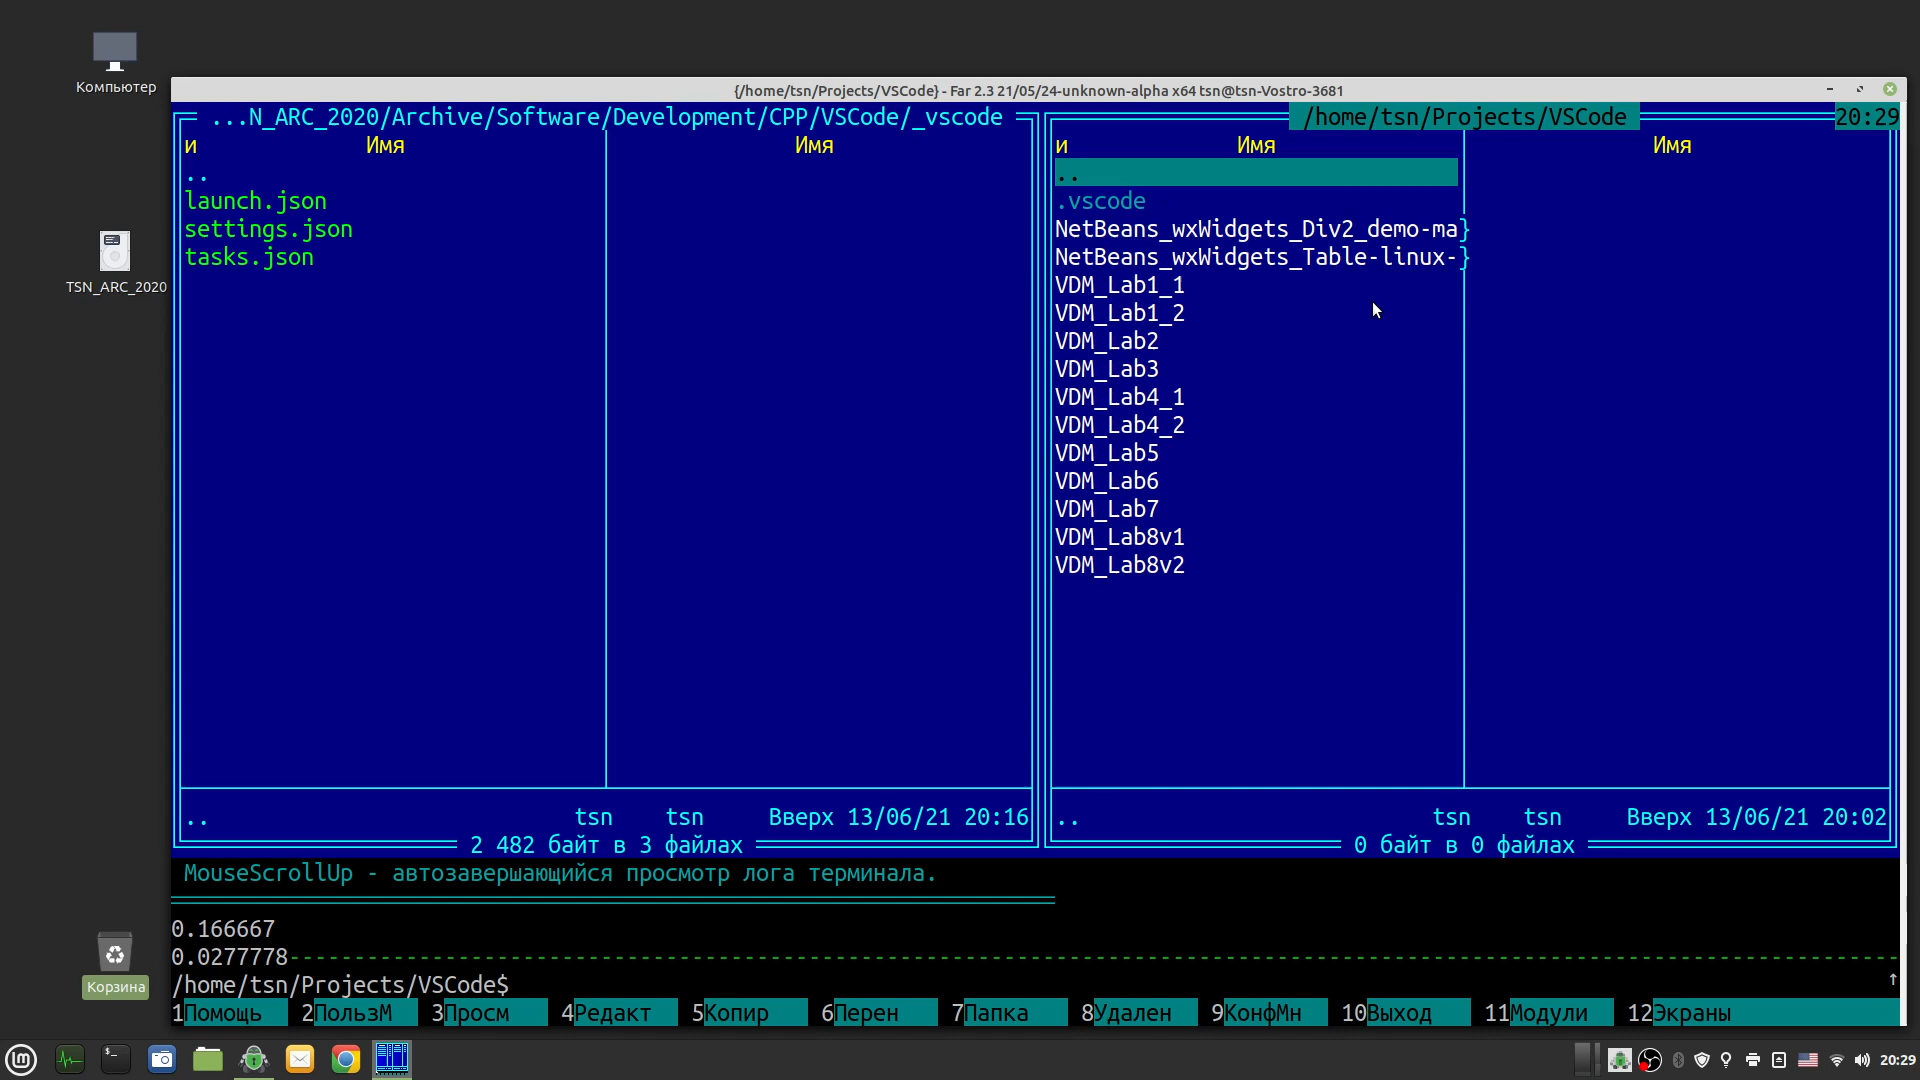 Компьютер
TSN_ARC_2020
Корзина
{/home/tsn/Projects/VSCode} - Far 2.3 21/05/24-unknown-alpha x64 tsn@tsn-Vostro-3681
...N_ARC_2020/Archive/Software/Development/CPP/VSCode/_vscode
и Имя Имя
..
launch.json
settings.json
tasks.json
.. tsn tsn Вверх 13/06/21 20:16
2 482 байт в 3 файлах
/home/tsn/Projects/VSCode 20:29
и Имя Имя
..
.vscode
NetBeans_wxWidgets_Div2_demo-ma}
NetBeans_wxWidgets_Table-linux-}
VDM_Lab1_1
VDM_Lab1_2
VDM_Lab2
VDM_Lab3
VDM_Lab4_1
VDM_Lab4_2
VDM_Lab5
VDM_Lab6
VDM_Lab7
VDM_Lab8v1
VDM_Lab8v2
.. tsn tsn Вверх 13/06/21 20:02
0 байт в 0 файлах
MouseScrollUp - автозавершающийся просмотр лога терминала.
0.166667
0.0277778
/home/tsn/Projects/VSCode$
1Помощь 2ПользМ 3Просм 4Редакт 5Копир 6Перен 7Папка 8Удален 9КонфМн 10Выход 11Модули 12Экраны
20:29